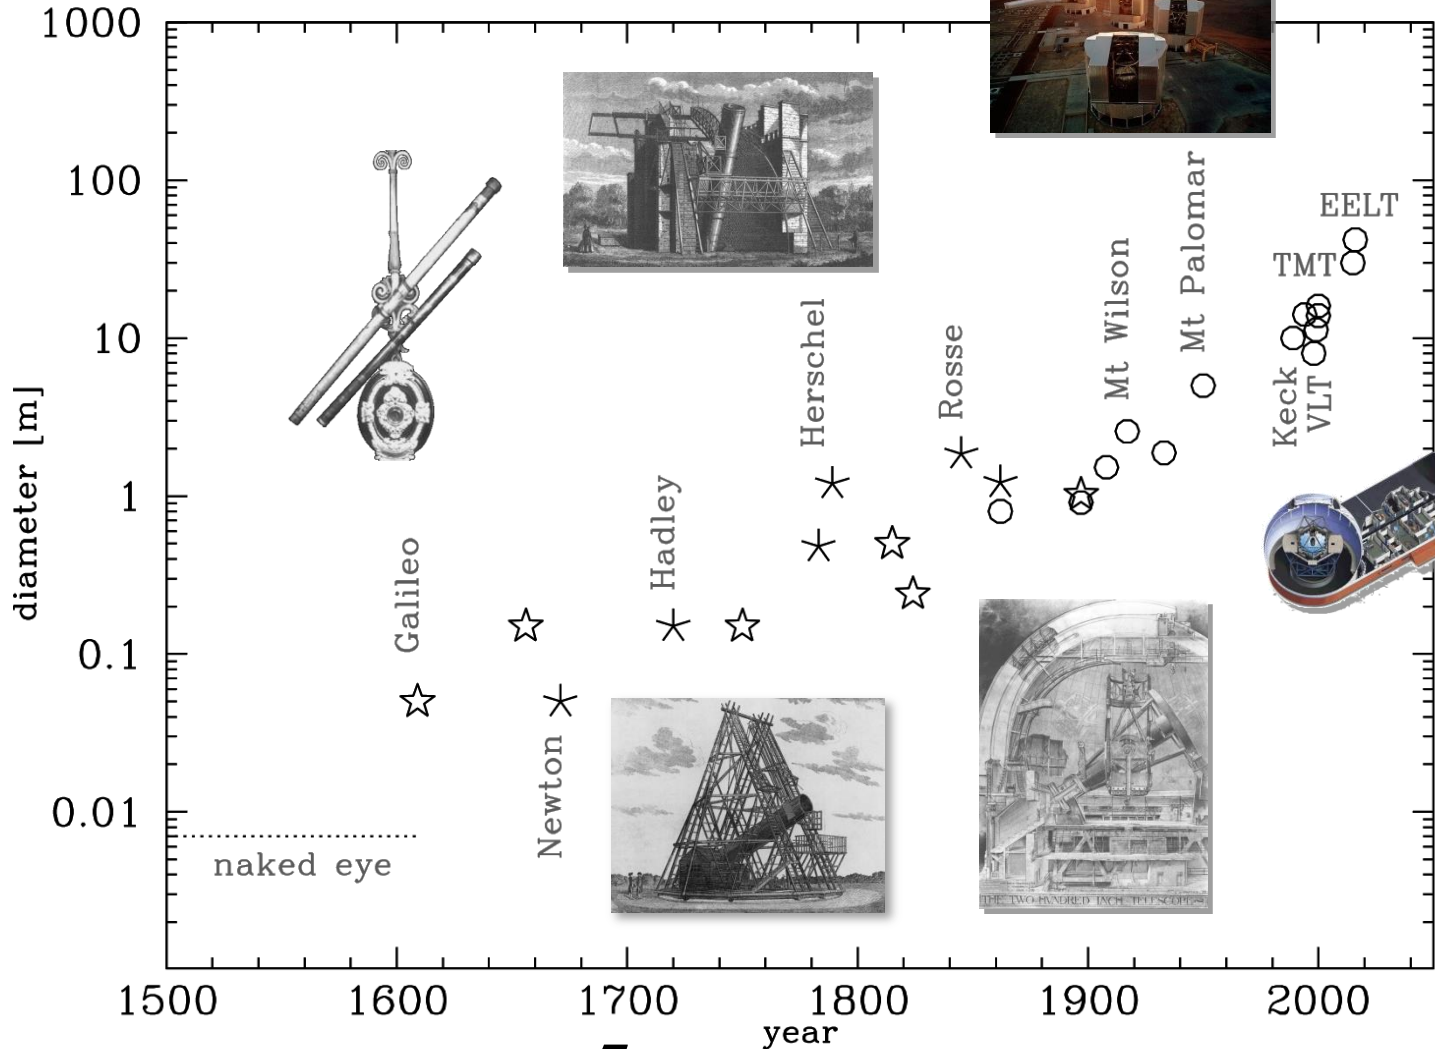 1000
100
10
1
0.1
0.01
diameter [m]
EELT
TMT
Mt Palomar
Mt Wilson
Herschel
Rosse
Keck
VLT
Hadley
Galileo
Newton
naked eye
THE TWO HUNDRED INCH TELESCOPE
1500 1600 1700 1800 1900 2000
year